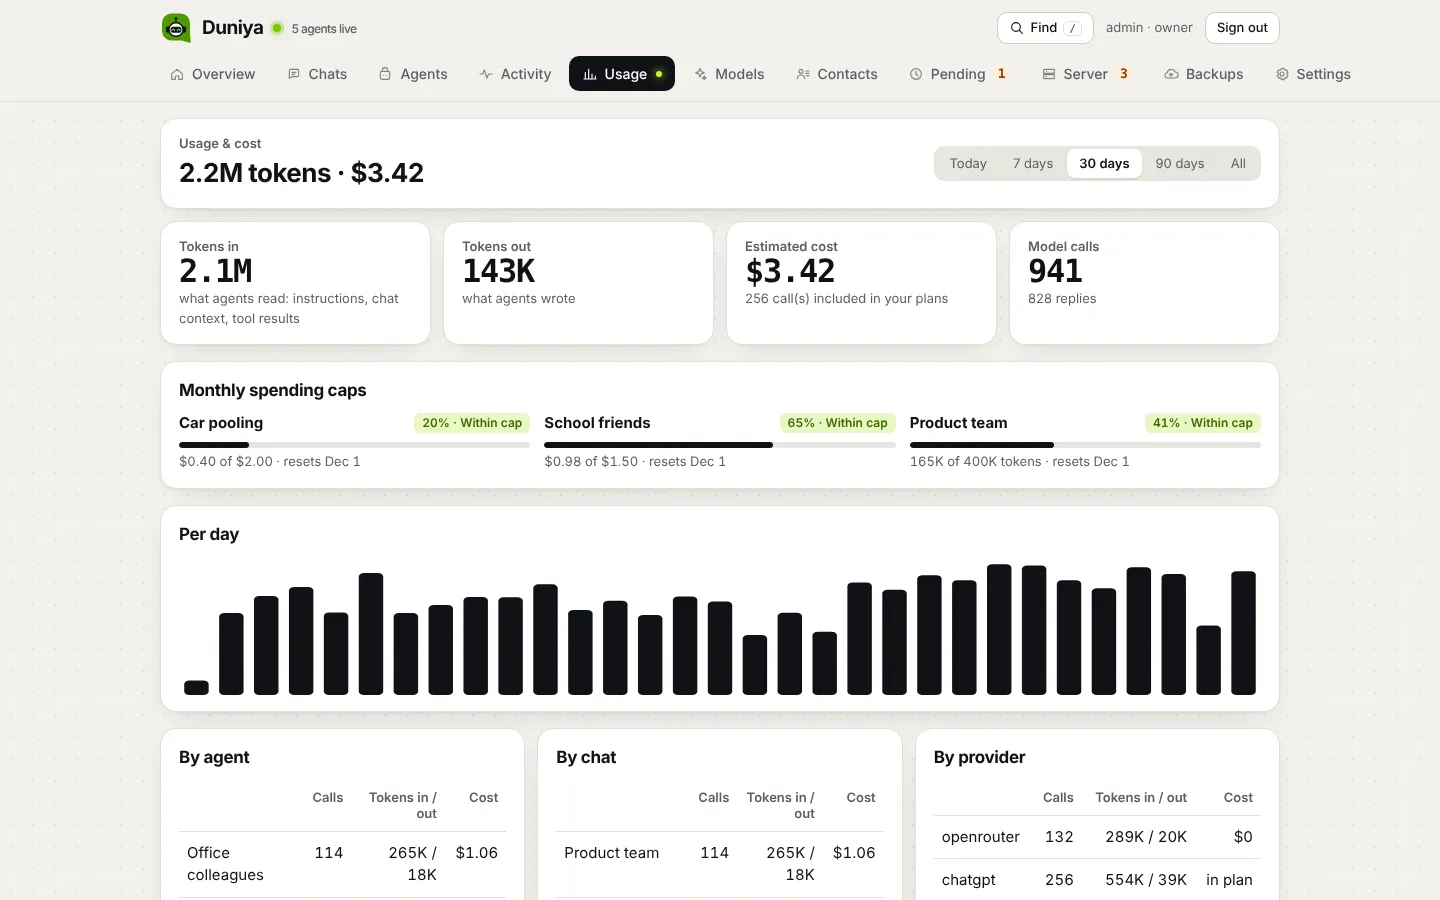 Duniya
5 agents live
Find /
admin · owner
Sign out
Overview
Chats
Agents
Activity
Usage
Models
Contacts
Pending 1
Server 3
Backups
Settings
Usage & cost
2.2M tokens · $3.42
Today
7 days
30 days
90 days
All
Tokens in
2.1M
what agents read: instructions, chat
context, tool results
Tokens out
143K
what agents wrote
Estimated cost
$3.42
256 call(s) included in your plans
Model calls
941
828 replies
Monthly spending caps
Car pooling
20% · Within cap
$0.40 of $2.00 · resets Dec 1
School friends
65% · Within cap
$0.98 of $1.50 · resets Dec 1
Product team
41% · Within cap
165K of 400K tokens · resets Dec 1
Per day
By agent
Calls
Tokens in /
out
Cost
Office
colleagues
114
265K /
18K
$1.06
By chat
Calls
Tokens in /
out
Cost
Product team
114
265K /
18K
$1.06
By provider
Calls
Tokens in / out
Cost
openrouter
132
289K / 20K
$0
chatgpt
256
554K / 39K
in plan